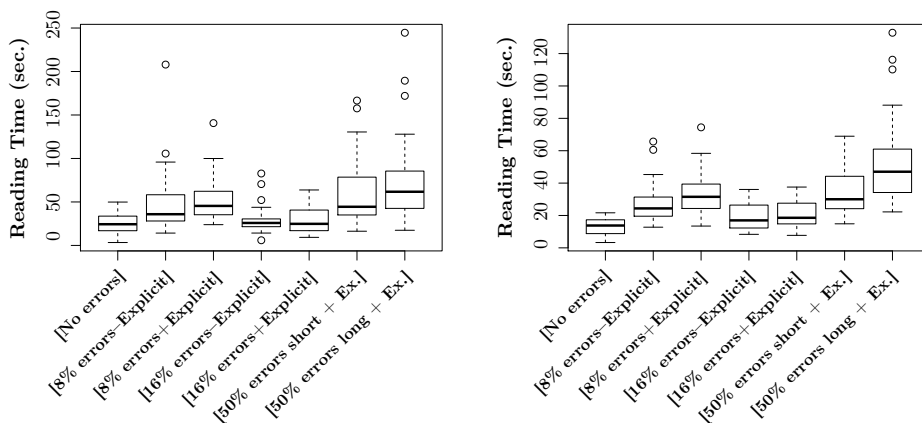 Reading Time (sec.)
0
50
100
150
200
250
[No errors]
[8% errors–Explicit]
[8% errors+Explicit]
[16% errors–Explicit]
[16% errors+Explicit]
[50% errors short + Ex.]
[50% errors long + Ex.]
Reading Time (sec.)
0
20
40
60
80
100
120
[No errors]
[8% errors–Explicit]
[8% errors+Explicit]
[16% errors–Explicit]
[16% errors+Explicit]
[50% errors short + Ex.]
[50% errors long + Ex.]